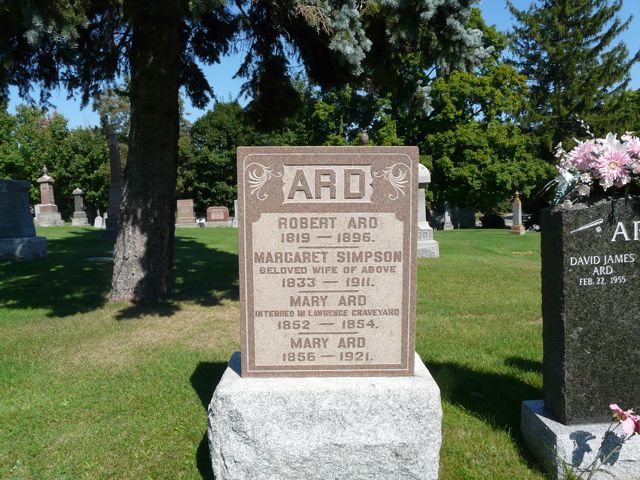 ARD
ROBERT ARD
1819 — 1896.
MARGARET SIMPSON
BELOVED WIFE OF ABOVE
1833 — 1911.
MARY ARD
INTERRED IN LAWRENCE GRAVEYARD
1852 — 1854.
MARY ARD
1856 — 1921.
DAVID JAMES
ARD
FEB. 22, 1955